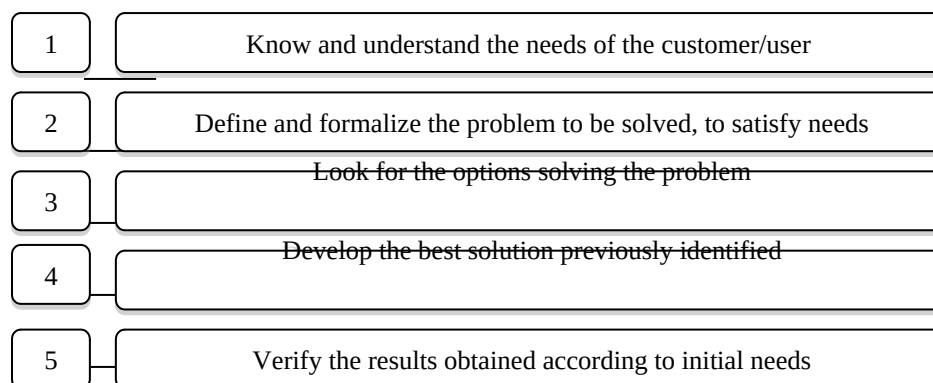 1 Know and understand the needs of the customer/user
2 Define and formalize the problem to be solved, to satisfy needs
Look for the options solving the problem
3
Develop the best solution previously identified
4
5 Verify the results obtained according to initial needs